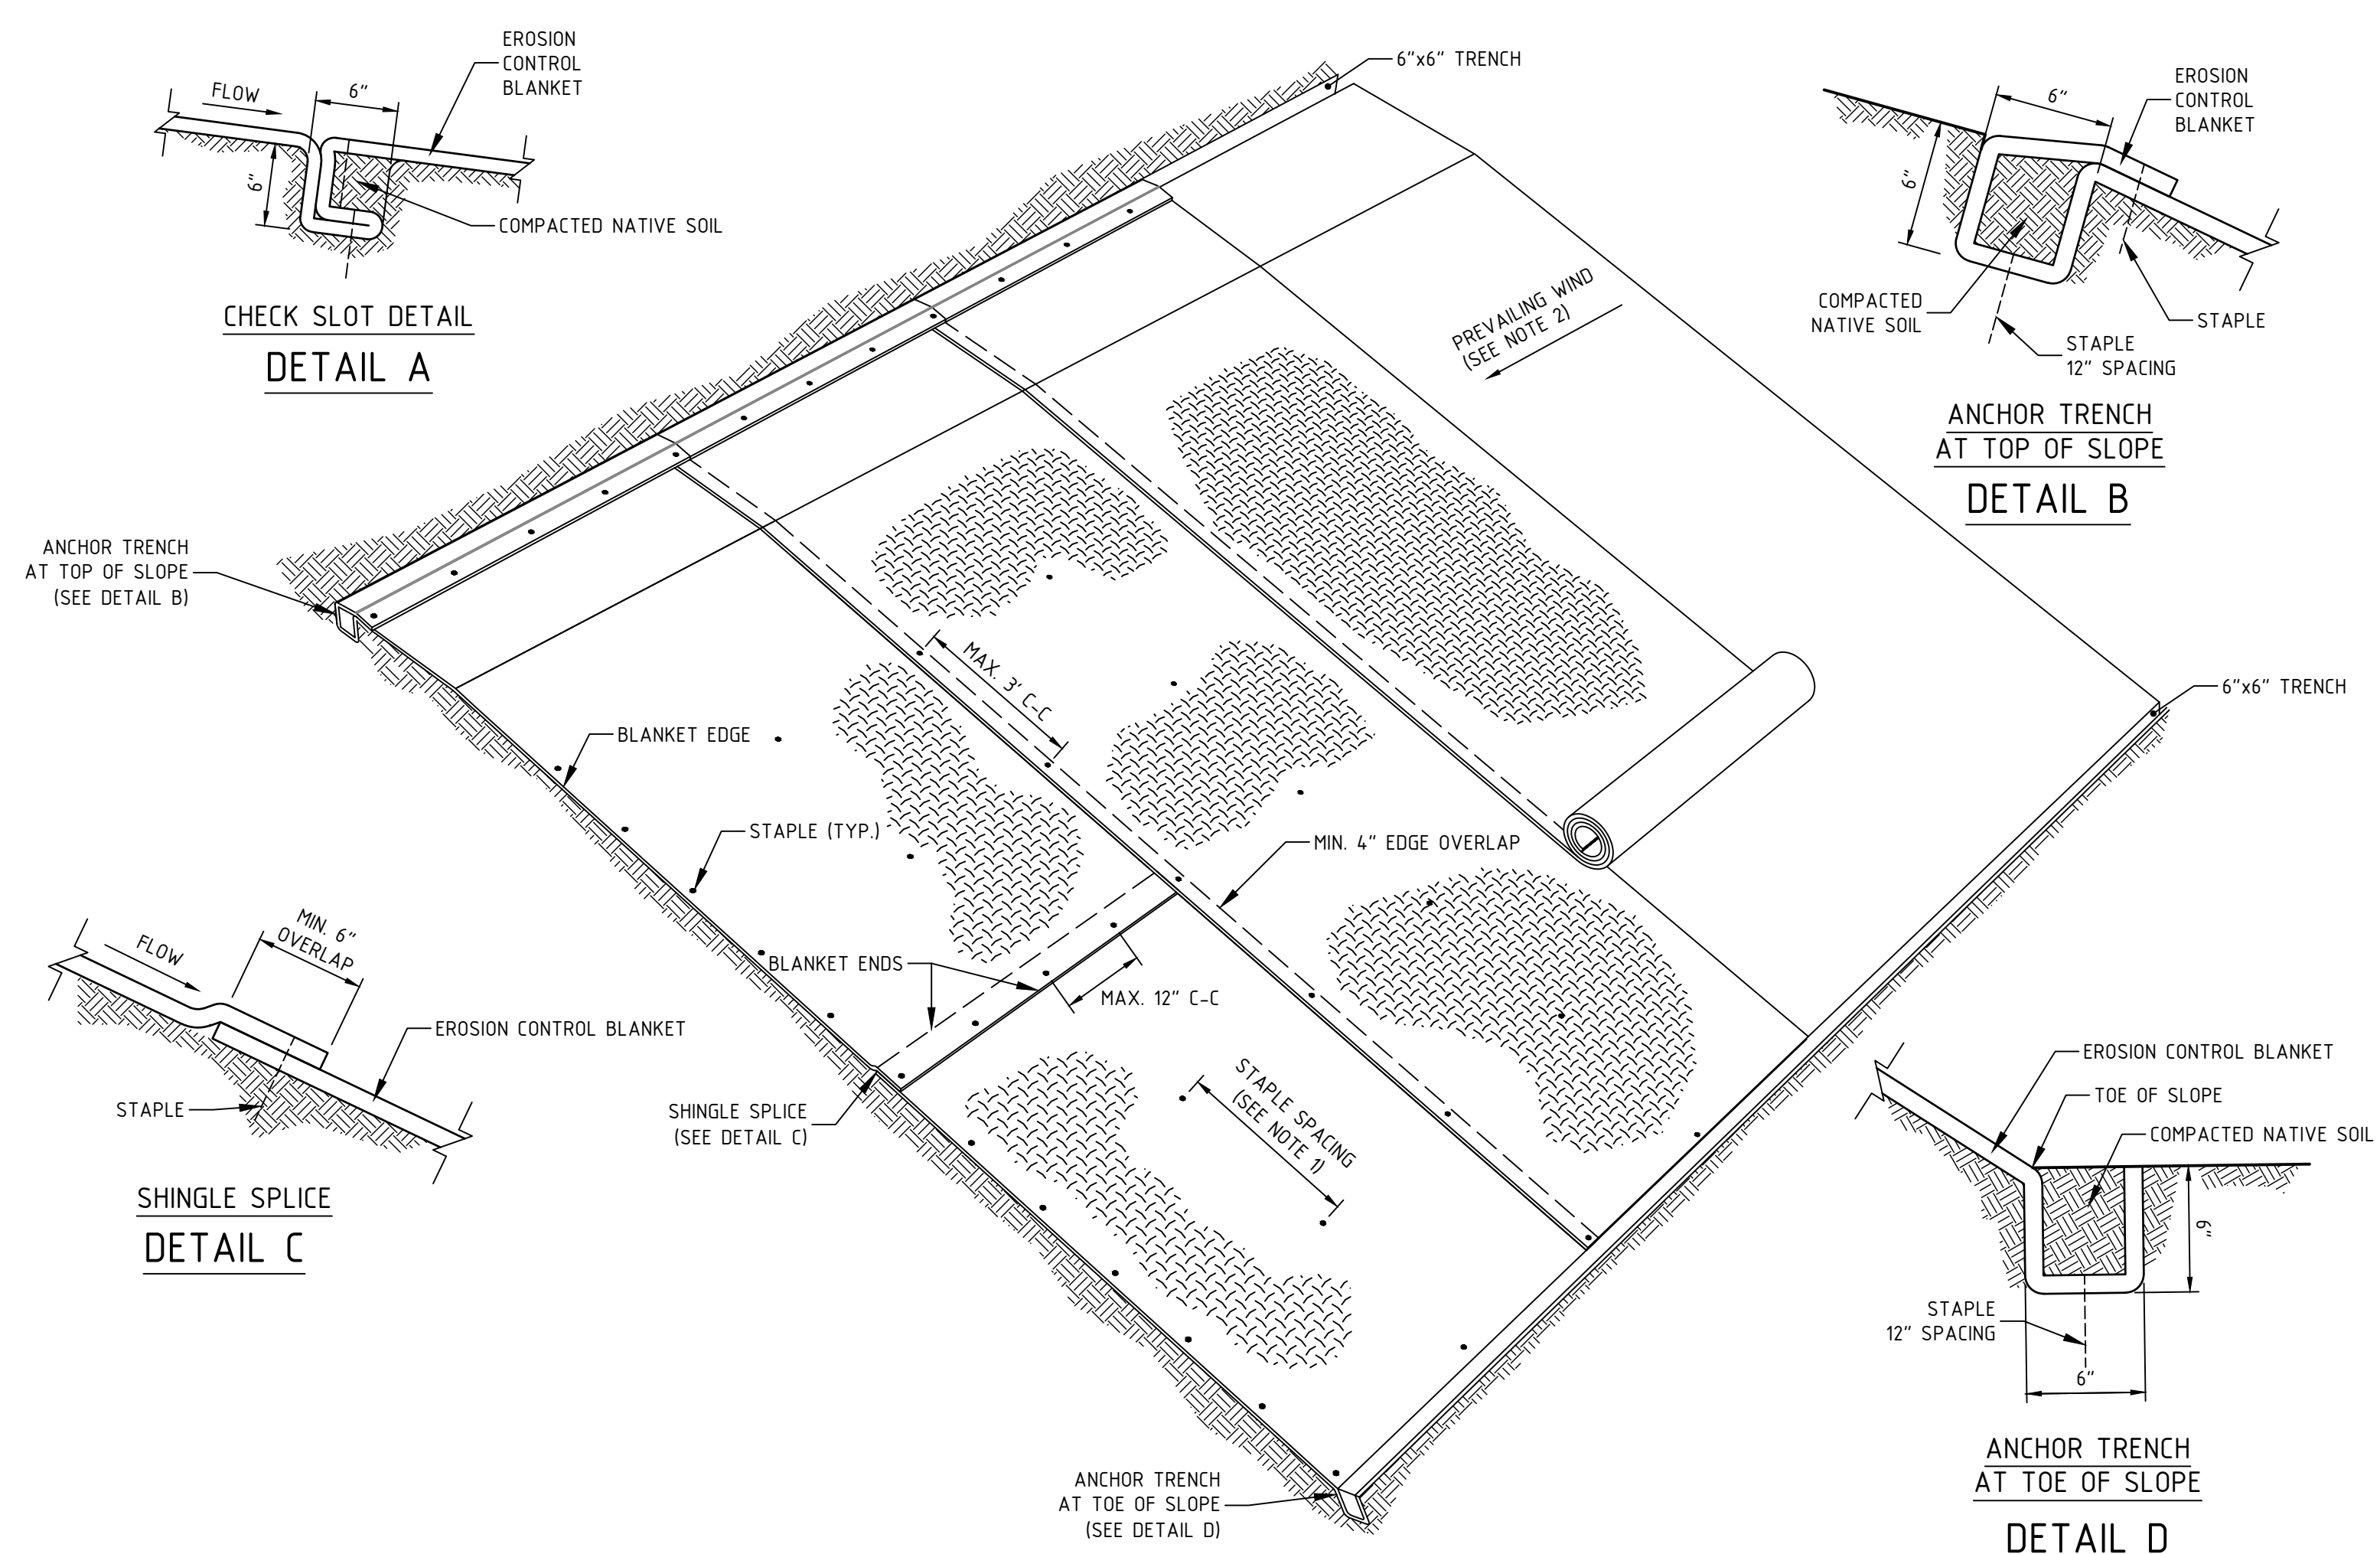 EROSION
CONTROL
BLANKET
FLOW
6"
6"
COMPACTED NATIVE SOIL
CHECK SLOT DETAIL
DETAIL A
6"x6" TRENCH
EROSION
CONTROL
BLANKET
6"
6"
COMPACTED
NATIVE SOIL
STAPLE
STAPLE
12" SPACING
ANCHOR TRENCH
AT TOP OF SLOPE
DETAIL B
PREVAILING WIND
(SEE NOTE 2)
ANCHOR TRENCH
AT TOP OF SLOPE
(SEE DETAIL B)
MAX. 3' C-C
6"x6" TRENCH
BLANKET EDGE
STAPLE (TYP.)
MIN. 4" EDGE OVERLAP
BLANKET ENDS
MAX. 12" C-C
SHINGLE SPLICE
(SEE DETAIL C)
STAPLE SPACING
(SEE NOTE 1)
FLOW
MIN. 6"
OVERLAP
EROSION CONTROL BLANKET
STAPLE
SHINGLE SPLICE
DETAIL C
EROSION CONTROL BLANKET
TOE OF SLOPE
COMPACTED NATIVE SOIL
6"
STAPLE
12" SPACING
6"
ANCHOR TRENCH
AT TOE OF SLOPE
DETAIL D
ANCHOR TRENCH
AT TOE OF SLOPE
(SEE DETAIL D)